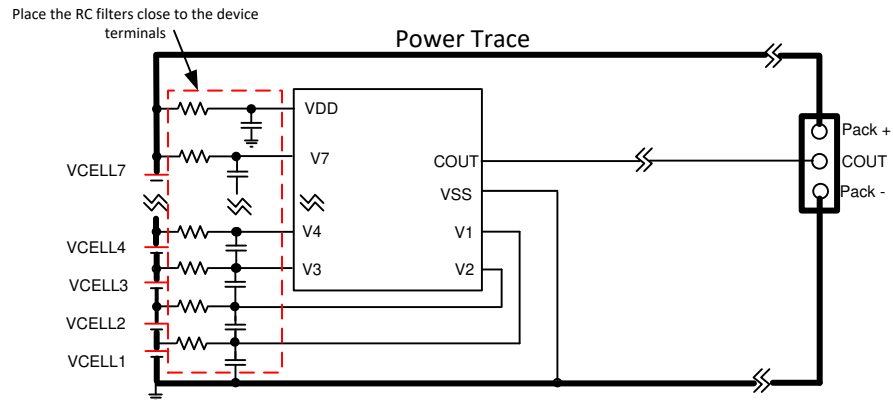 Place the RC filters close to the device
terminals
Power Trace
VDD
Pack +
VCELL7
V7
COUT
COUT
VSS
Pack -
VCELL4
V4
V1
VCELL3
V3
V2
VCELL2
VCELL1